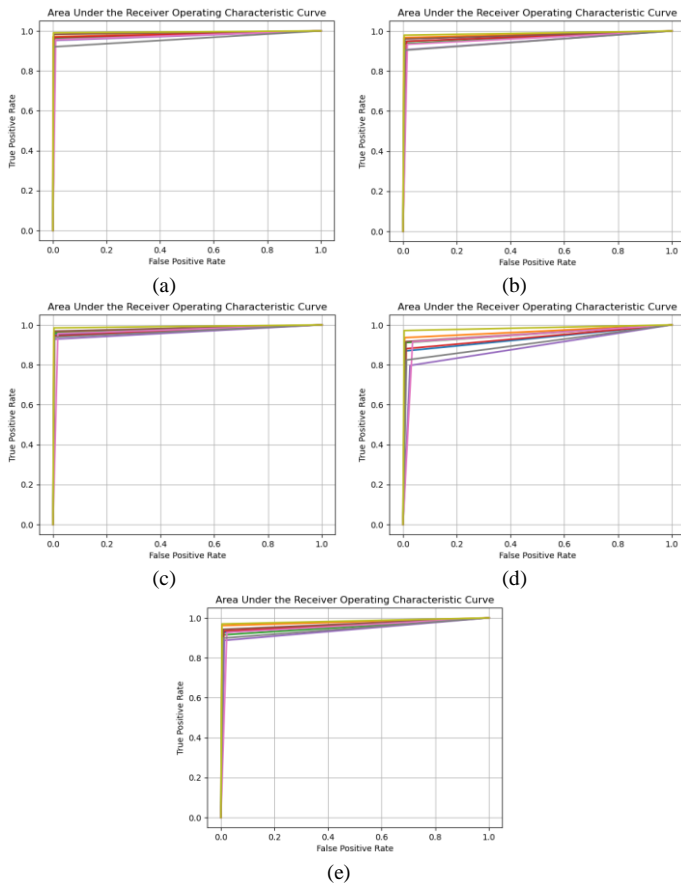 Area Under the Receiver Operating Characteristic Curve
True Positive Rate
1.0
0.8
0.6
0.4
0.2
0.0
0.0 0.2 0.4 0.6 0.8 1.0
False Positive Rate
(a)
Area Under the Receiver Operating Characteristic Curve
True Positive Rate
1.0
0.8
0.6
0.4
0.2
0.0
0.0 0.2 0.4 0.6 0.8 1.0
False Positive Rate
(b)
Area Under the Receiver Operating Characteristic Curve
True Positive Rate
1.0
0.8
0.6
0.4
0.2
0.0
0.0 0.2 0.4 0.6 0.8 1.0
False Positive Rate
(c)
Area Under the Receiver Operating Characteristic Curve
True Positive Rate
1.0
0.8
0.6
0.4
0.2
0.0
0.0 0.2 0.4 0.6 0.8 1.0
False Positive Rate
(d)
Area Under the Receiver Operating Characteristic Curve
True Positive Rate
1.0
0.8
0.6
0.4
0.2
0.0
0.0 0.2 0.4 0.6 0.8 1.0
False Positive Rate
(e)